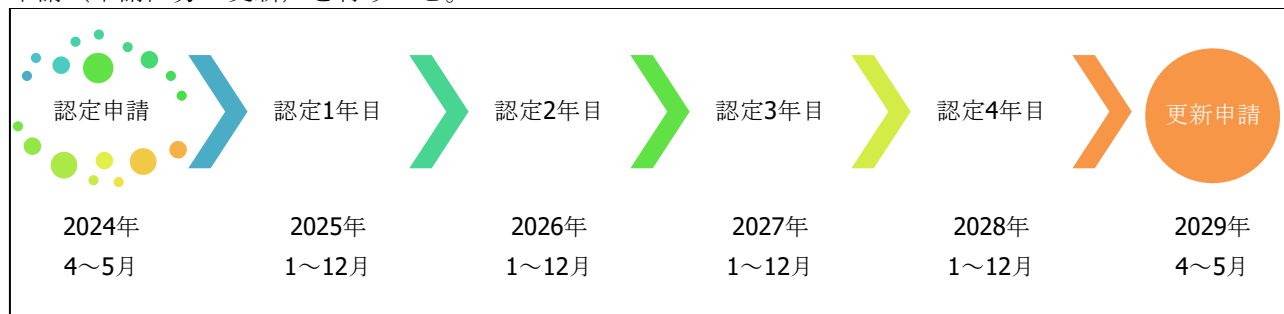 認定申請
認定1年目
認定2年目
認定3年目
認定4年目
更新申請
2024年
2025年
2026年
2027年
2028年
2029年
4～5月
1～12月
1～12月
1～12月
1～12月
4～5月